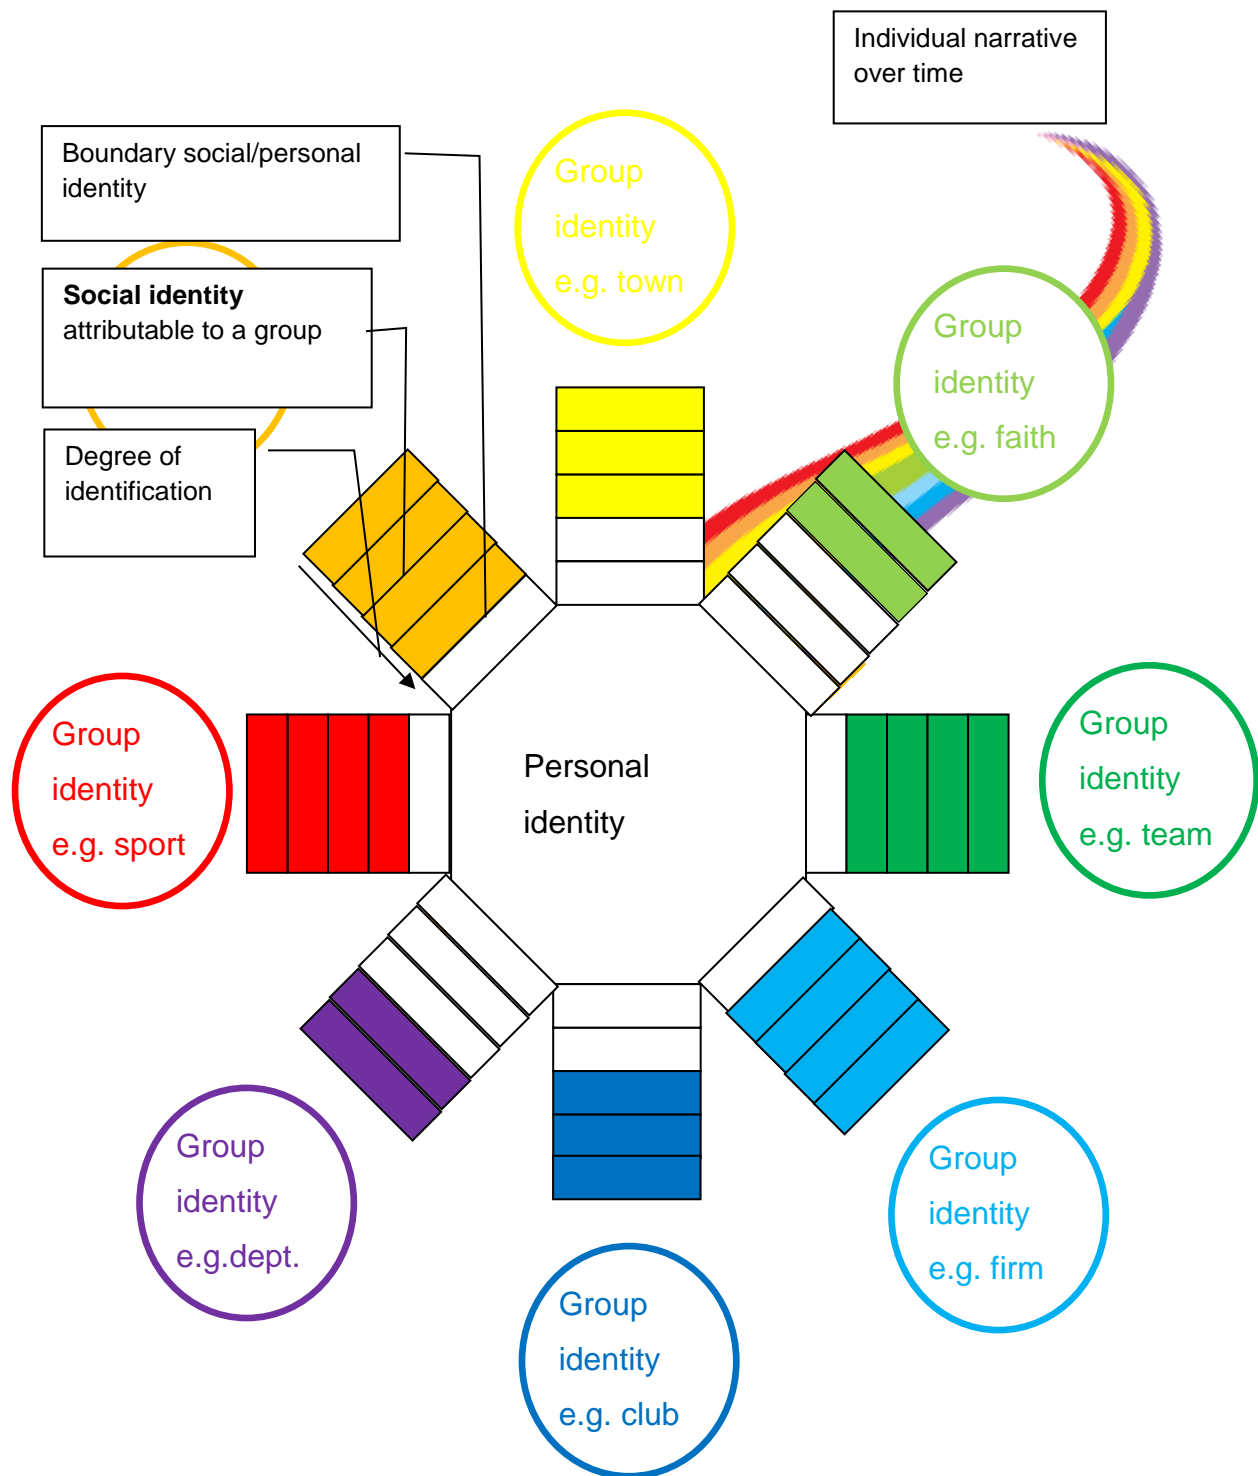 Individual narrative
over time
Boundary social/personal
identity
Social identity
attributable to a group
Degree of
identification
Group
identity
e.g. town
Group
identity
e.g. faith
Group
identity
e.g. sport
Personal
identity
Group
identity
e.g. team
Group
identity
e.g.dept.
Group
identity
e.g. firm
Group
identity
e.g. club